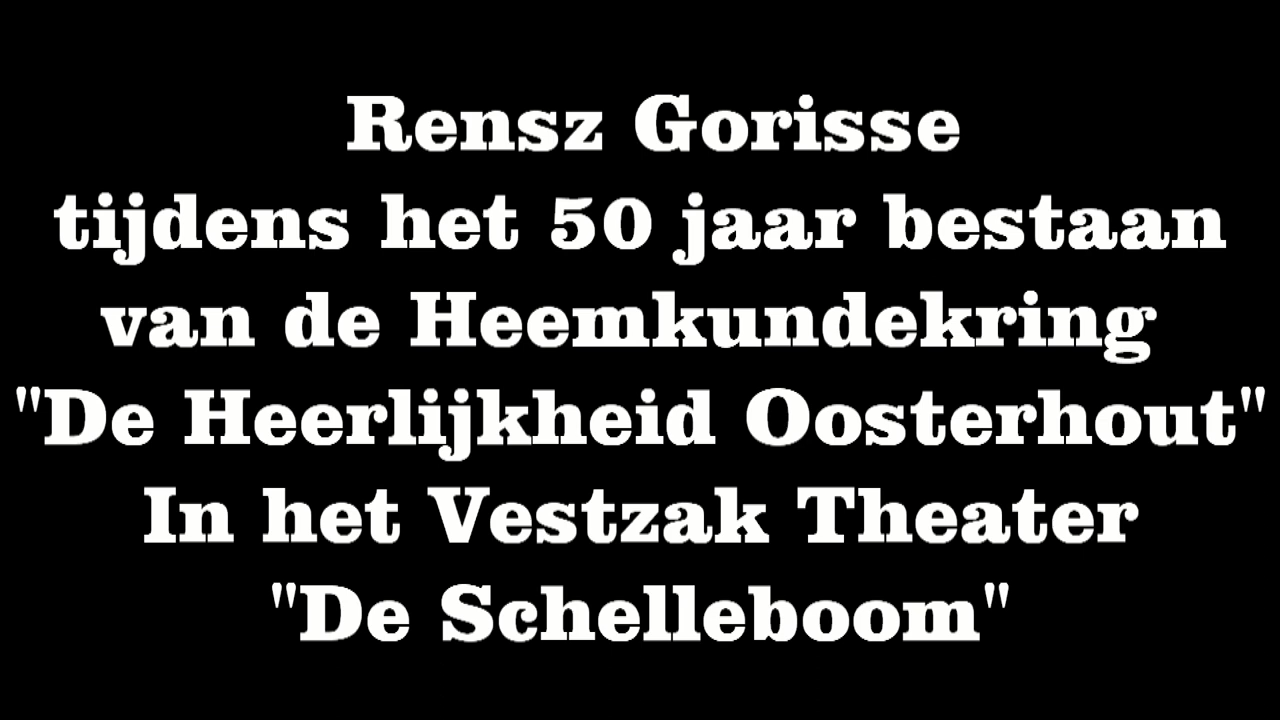 Rensz Gorisse
tijdens het 50 jaar bestaan
van de Heemkundekring
"De Heerlijkheid Oosterhout"
In het Vestzak Theater
"De Schelleboom"